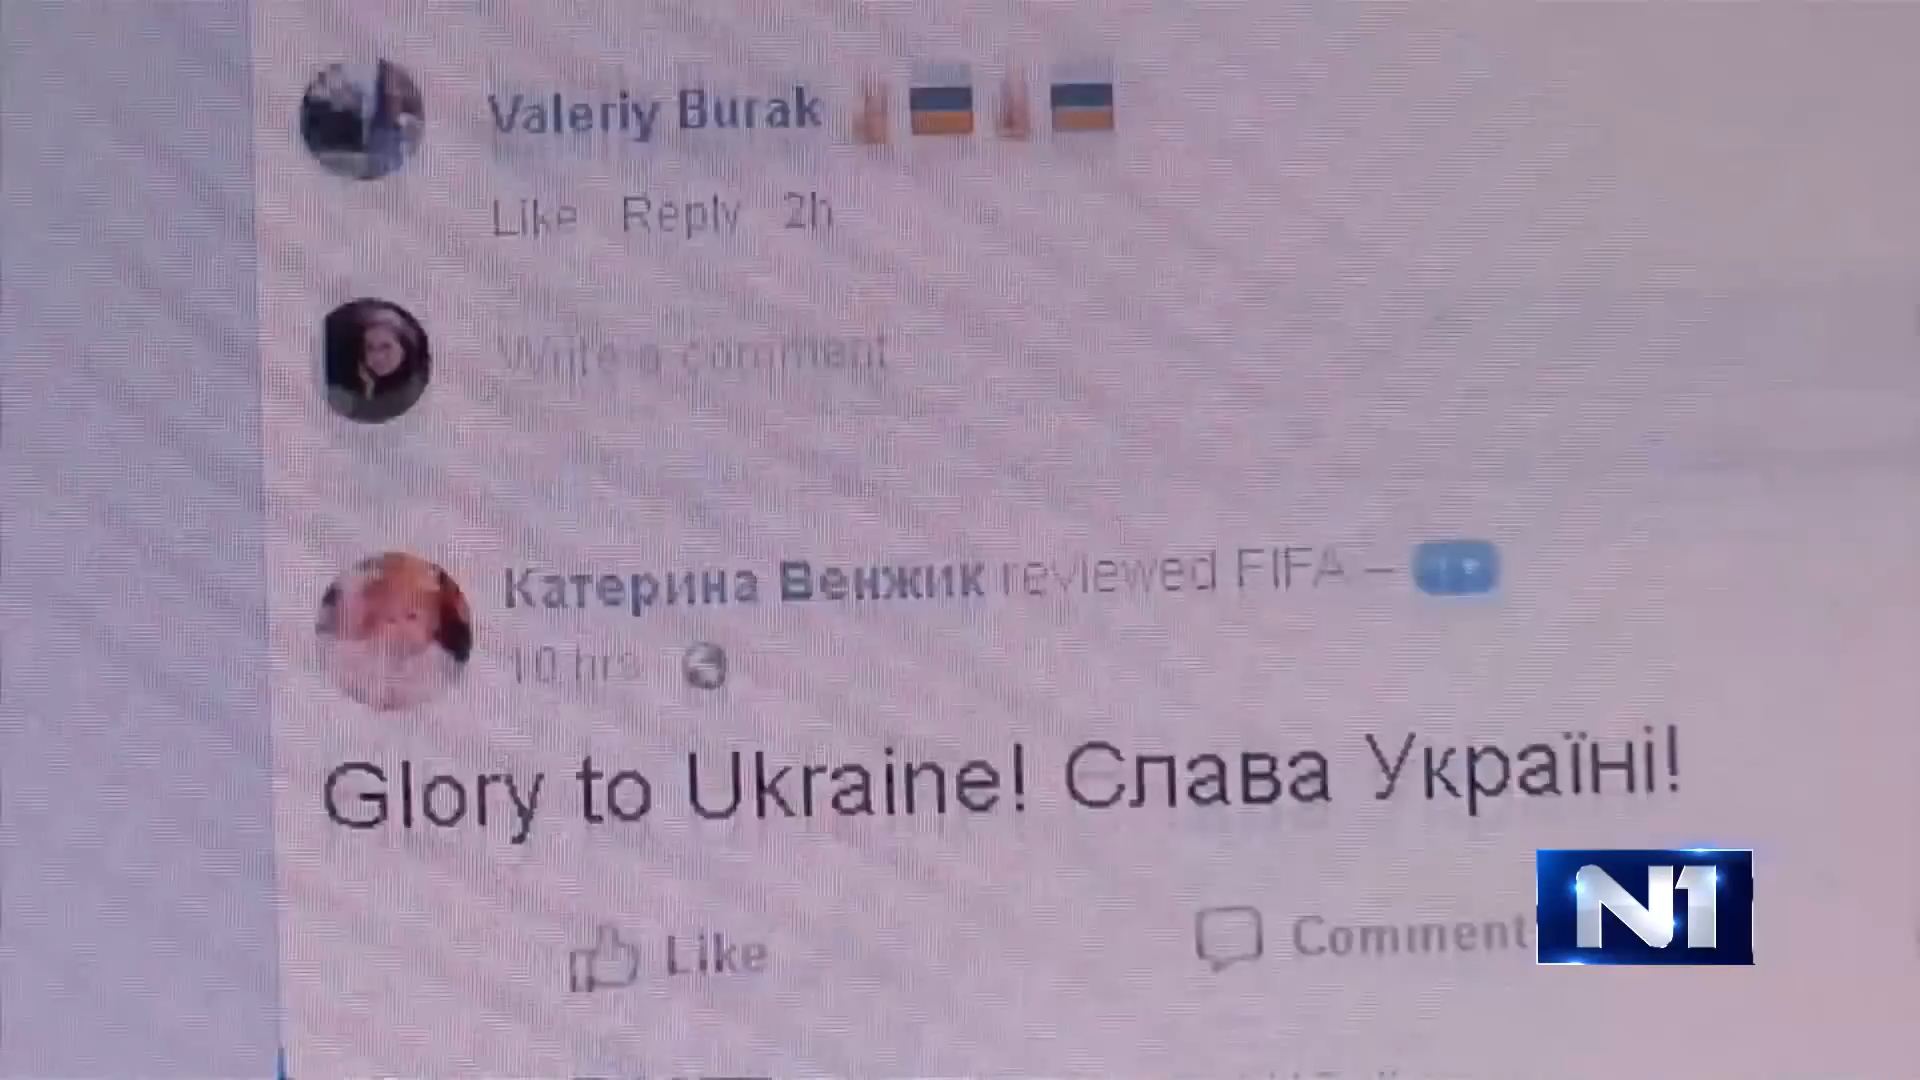 Valeriy Burak
Like Reply 2h
Write a comment
Катерина Венжик reviewed FIFA –
10 hrs
Glory to Ukraine! Слава Україні!
Like
Comment
N1